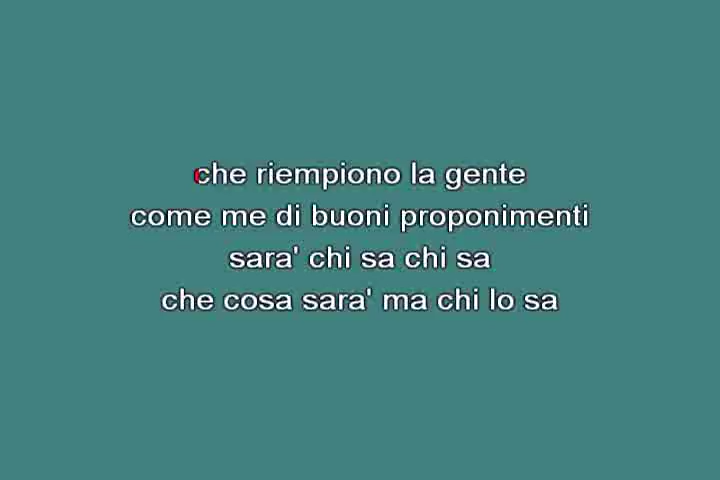 che riempiono la gente
come me di buoni proponimenti
sara' chi sa chi sa
che cosa sara' ma chi lo sa